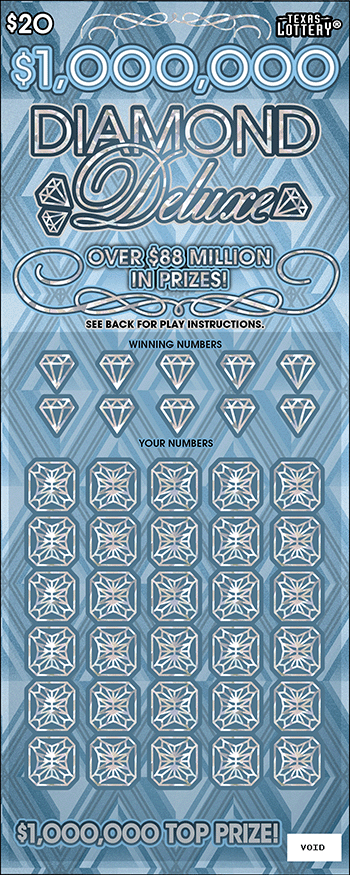 $20
TEXAS
LOTTERY®
$1,000,000
DIAMOND
Deluxe
OVER $88 MILLION
IN PRIZES!
SEE BACK FOR PLAY INSTRUCTIONS.
WINNING NUMBERS
YOUR NUMBERS
$1,000,000 TOP PRIZE!
VOID